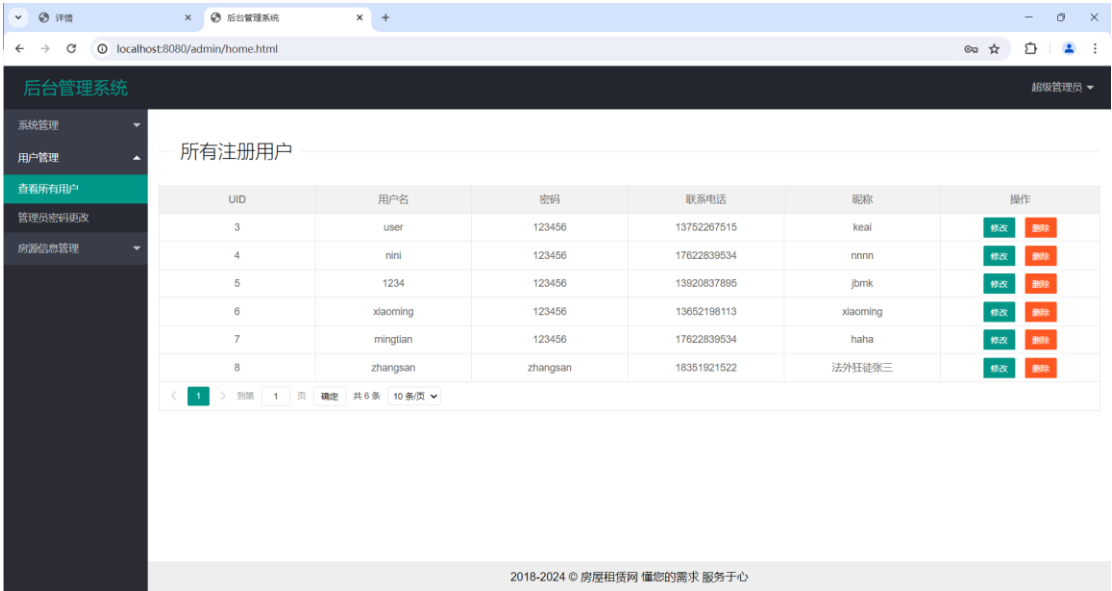 详情
后台管理系统
localhost:8080/admin/home.html
后台管理系统
超级管理员
系统管理
用户管理
查看所有用户
管理员密码更改
房源信息管理
所有注册用户
UID 用户名 密码 联系电话 昵称 操作
3 user 123456 13752267515 keai 修改 删除
4 nini 123456 17622839534 nnnn 修改 删除
5 1234 123456 13920837895 jbmk 修改 删除
6 xiaoming 123456 13652198113 xiaoming 修改 删除
7 mingtian 123456 17622839534 haha 修改 删除
8 zhangsan zhangsan 18351921522 法外狂徒张三 修改 删除
1 到第 1 页 确定 共 6 条 10 条/页
2018-2024 © 房屋租赁网 懂您的需求 服务于心